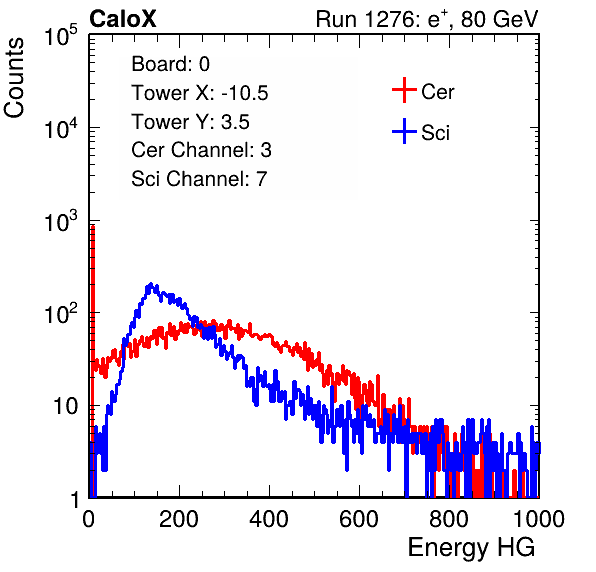 CaloX Run 1276: e⁺, 80 GeV
Counts
10⁵
10⁴
10³
10²
10
1
Board: 0
Tower X: -10.5
Tower Y: 3.5
Cer Channel: 3
Sci Channel: 7
Cer
Sci
0 200 400 600 800 1000
Energy HG